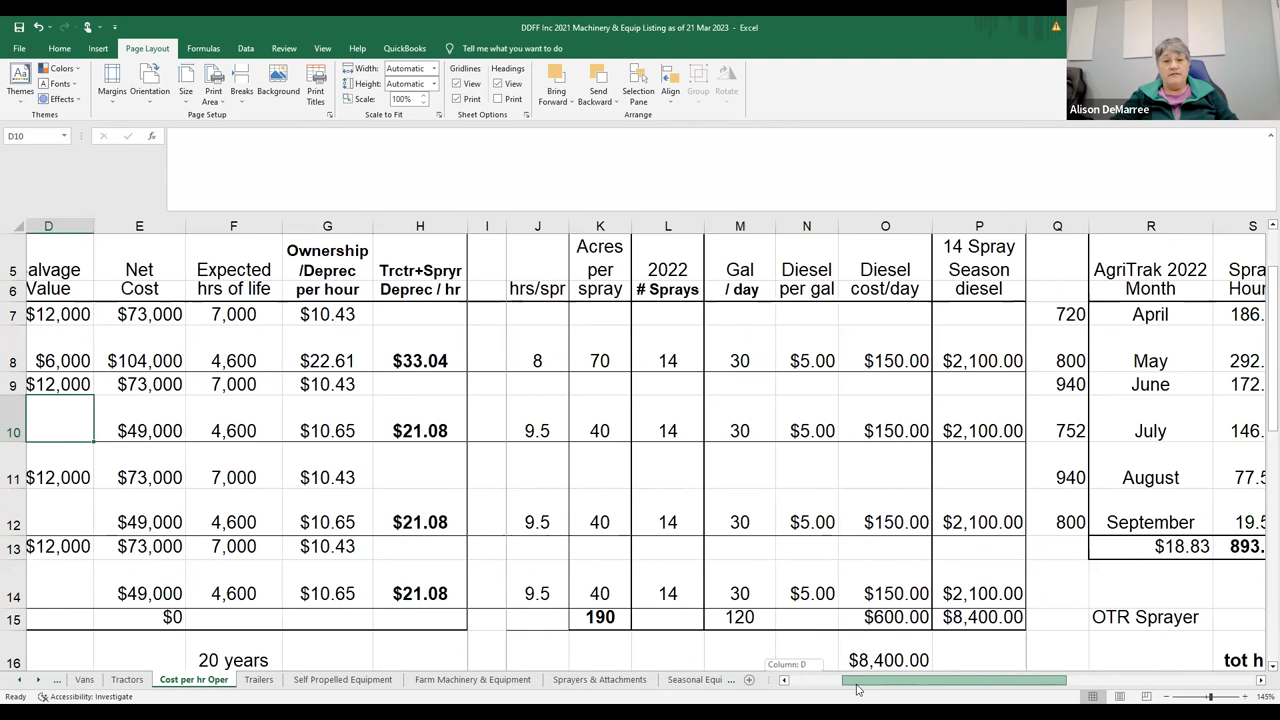 DDFF Inc 2021 Machinery & Equip Listing as of 21 Mar 2023 - Excel
File Home Insert Page Layout Formulas Data Review View Help QuickBooks Tell me what you want to do
Colors Width: Automatic Gridlines Headings
Fonts Height: Automatic View View
Themes Effects Margins Orientation Size Print Area Breaks Background Print Titles Scale: 100% Print Print Bring Forward Send Backward Selection Pane Align Group Rotate
Themes Page Setup Scale to Fit Sheet Options Arrange
Alison DeMarree
D10 fx
D E F G H I J K L M N O P Q R S
Ownership Acres 14 Spray
5 alvage Net Expected /Deprec Trctr+Spryr per 2022 Gal Diesel Diesel Season AgriTrak 2022 Spra
6 Value Cost hrs of life per hour Deprec / hr hrs/spr spray # Sprays / day per gal cost/day diesel Month Hour
7 $12,000 $73,000 7,000 $10.43 720 April 186.
8 $6,000 $104,000 4,600 $22.61 $33.04 8 70 14 30 $5.00 $150.00 $2,100.00 800 May 292.
9 $12,000 $73,000 7,000 $10.43 940 June 172.
10 $49,000 4,600 $10.65 $21.08 9.5 40 14 30 $5.00 $150.00 $2,100.00 752 July 146.
11 $12,000 $73,000 7,000 $10.43 940 August 77.5
12 $49,000 4,600 $10.65 $21.08 9.5 40 14 30 $5.00 $150.00 $2,100.00 800 September 19.5
13 $12,000 $73,000 7,000 $10.43 $18.83 893.
14 $49,000 4,600 $10.65 $21.08 9.5 40 14 30 $5.00 $150.00 $2,100.00
15 $0 190 120 $600.00 $8,400.00 OTR Sprayer
16 20 years $8,400.00 tot h
Column: D
... Vans Tractors Cost per hr Oper Trailers Self Propelled Equipment Farm Machinery & Equipment Sprayers & Attachments Seasonal Equi ...
Ready Accessibility: Investigate 145%